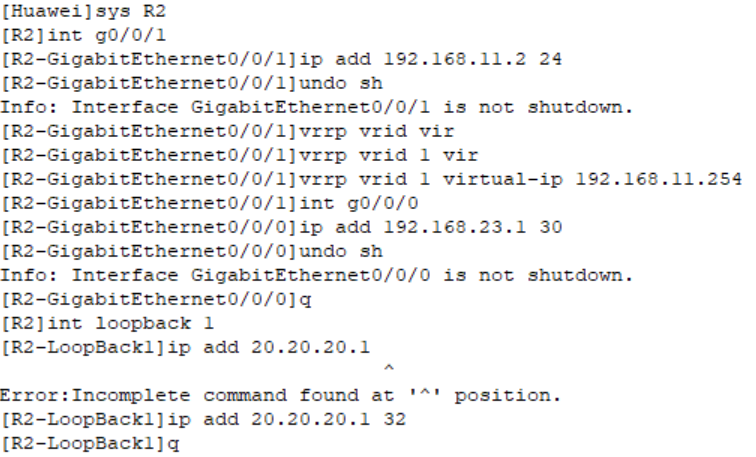 [Huawei]sys R2
[R2]int g0/0/1
[R2-GigabitEthernet0/0/1]ip add 192.168.11.2 24
[R2-GigabitEthernet0/0/1]undo sh
Info: Interface GigabitEthernet0/0/1 is not shutdown.
[R2-GigabitEthernet0/0/1]vrrp vrid vir
[R2-GigabitEthernet0/0/1]vrrp vrid 1 vir
[R2-GigabitEthernet0/0/1]vrrp vrid 1 virtual-ip 192.168.11.254
[R2-GigabitEthernet0/0/1]int g0/0/0
[R2-GigabitEthernet0/0/0]ip add 192.168.23.1 30
[R2-GigabitEthernet0/0/0]undo sh
Info: Interface GigabitEthernet0/0/0 is not shutdown.
[R2-GigabitEthernet0/0/0]q
[R2]int loopback 1
[R2-LoopBack1]ip add 20.20.20.1
^
Error:Incomplete command found at '^' position.
[R2-LoopBack1]ip add 20.20.20.1 32
[R2-LoopBack1]q